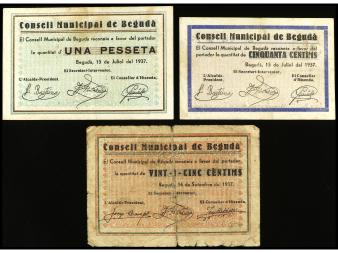 Consell Municipal de Begudà
El Consell Municipal de Begudà reconeix a favor del portador
la quantitat d'UNA PESSETA
Begudà, 15 de Juliol del 1937.
El Secretari-Interventor,
L'Alcalde-President,
El Conseller d'Hisenda,
Consell Municipal de Begudà
El Consell Municipal de Begudà reconeix a favor del portador
la quantitat de CINQUANTA CÈNTIMS
Begudà, 15 de Juliol del 1937.
El Secretari-Interventor,
L'Alcalde-President,
El Conseller d'Hisenda,
Consell Municipal de Begudà
El Consell Municipal de Begudà reconeix a favor del portador,
la quantitat de VINT-I-CINC CÈNTIMS
Begudà, 14 de Setembre del 1937.
El Secretari-Interventor,
L'Alcalde-President,